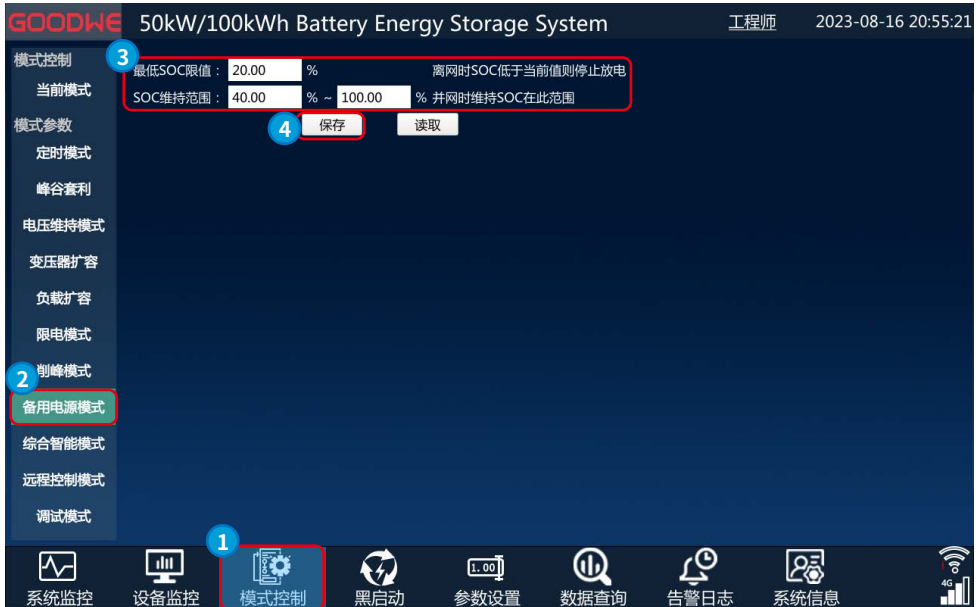 GOODWE 50kW/100kWh Battery Energy Storage System 工程师 2023-08-16 20:55:21
模式控制
当前模式
模式参数
定时模式
峰谷套利
电压维持模式
变压器扩容
负载扩容
限电模式
削峰模式
2
备用电源模式
综合智能模式
远程控制模式
调试模式
3
最低SOC限值： 20.00 % 离网时SOC低于当前值则停止放电
SOC维持范围： 40.00 % ~ 100.00 % 并网时维持SOC在此范围
4 保存 读取
1
1.00
4G
系统监控 设备监控 模式控制 黑启动 参数设置 数据查询 告警日志 系统信息